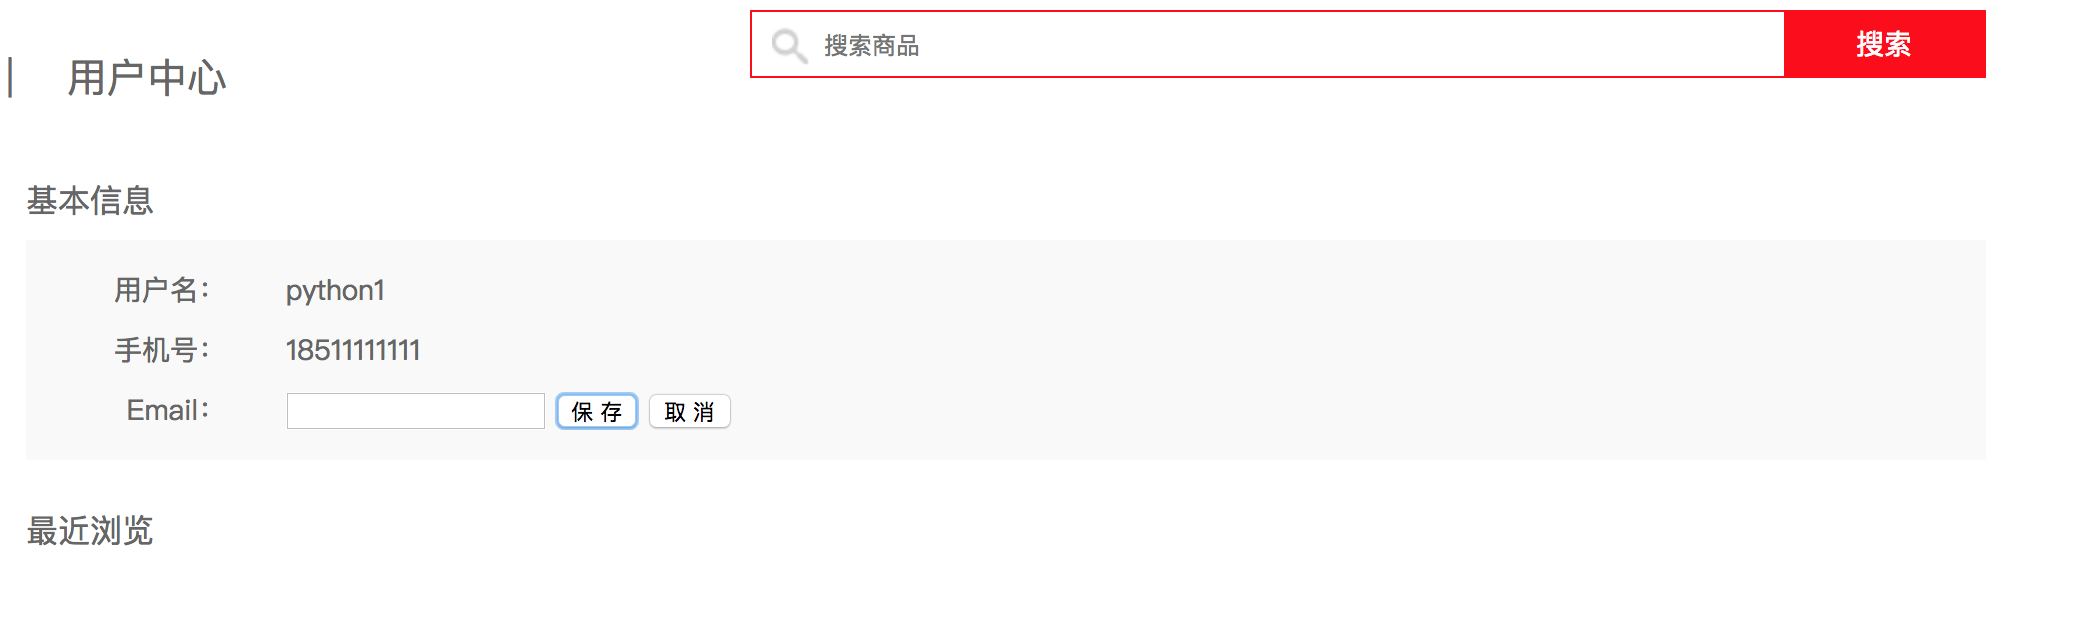 搜索商品 搜索
| 用户中心
基本信息
用户名： python1
手机号： 18511111111
Email： 保 存 取 消
最近浏览